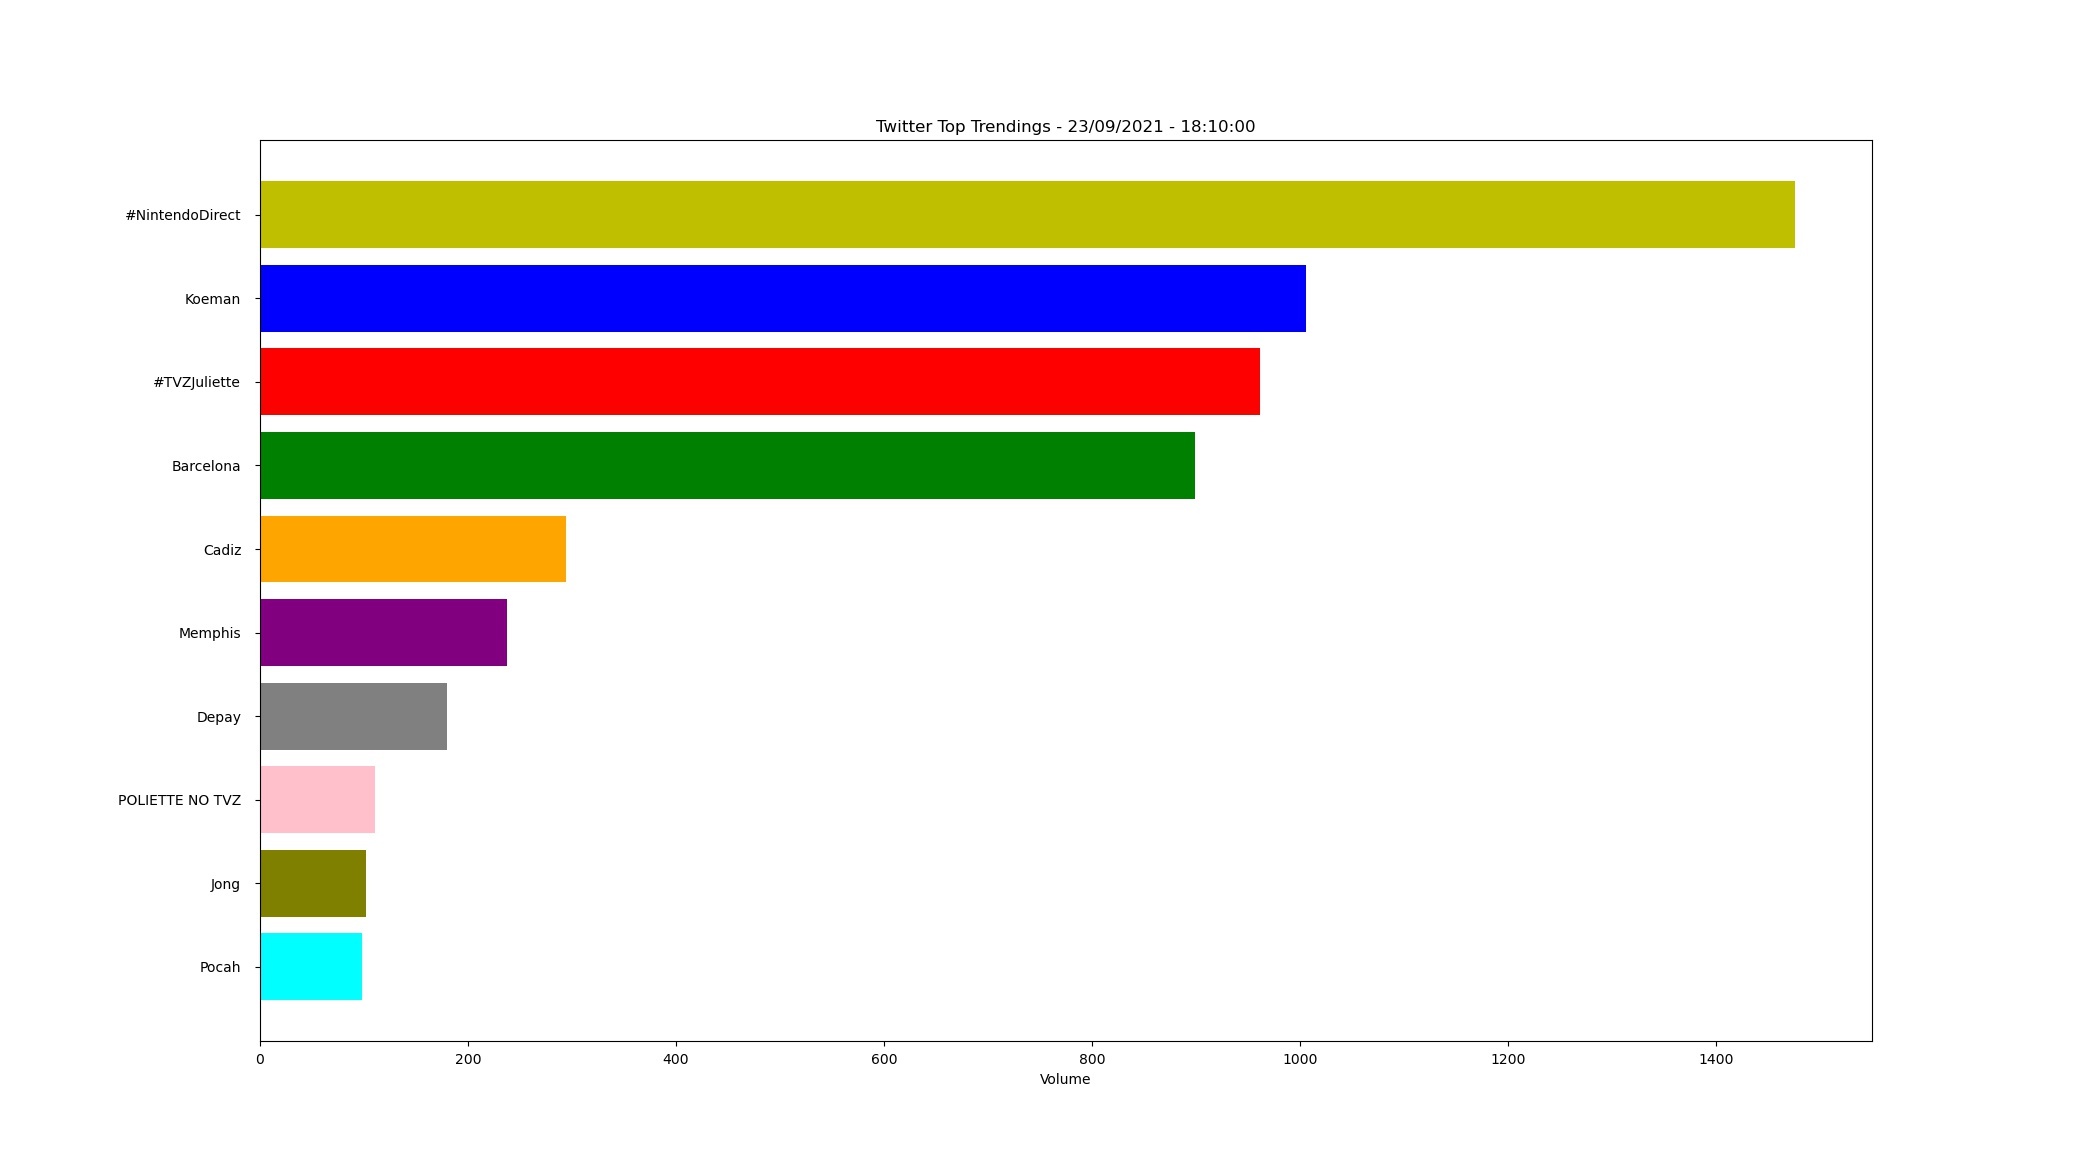 Twitter Top Trendings - 23/09/2021 - 18:10:00
#NintendoDirect
Koeman
#TVZJuliette
Barcelona
Cadiz
Memphis
Depay
POLIETTE NO TVZ
Jong
Pocah
0 200 400 600 800 1000 1200 1400
Volume